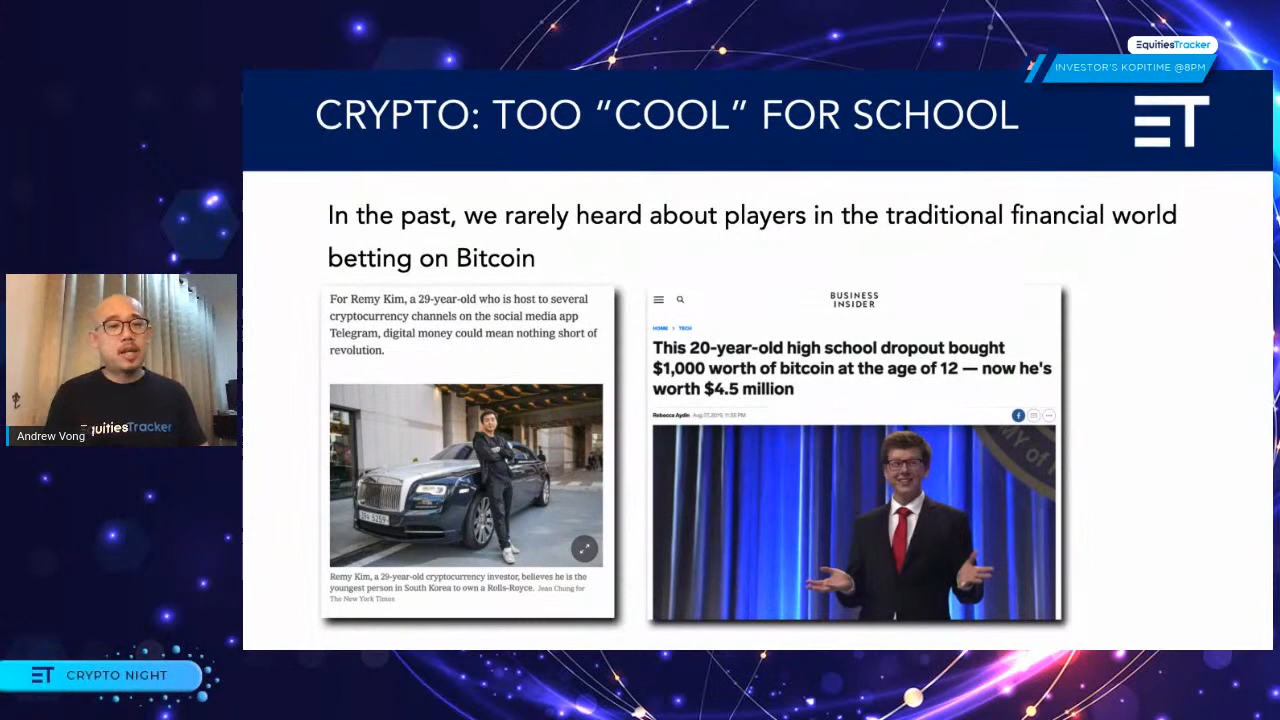 EquitiesTracker
INVESTOR'S KOPITIME @8PM
CRYPTO: TOO “COOL” FOR SCHOOL
ET
In the past, we rarely heard about players in the traditional financial world
betting on Bitcoin
For Remy Kim, a 29-year-old who is host to several
cryptocurrency channels on the social media app
Telegram, digital money could mean nothing short of
revolution.
Remy Kim, a 29-year-old cryptocurrency investor, believes he is the
youngest person in South Korea to own a Rolls-Royce. Jean Chung for
The New York Times
BUSINESS
INSIDER
HOME > TECH
This 20-year-old high school dropout bought
$1,000 worth of bitcoin at the age of 12 — now he's
worth $4.5 million
Rebecca Aydin
f
MY of
quitiesTracker
Andrew Vong
ET CRYPTO NIGHT